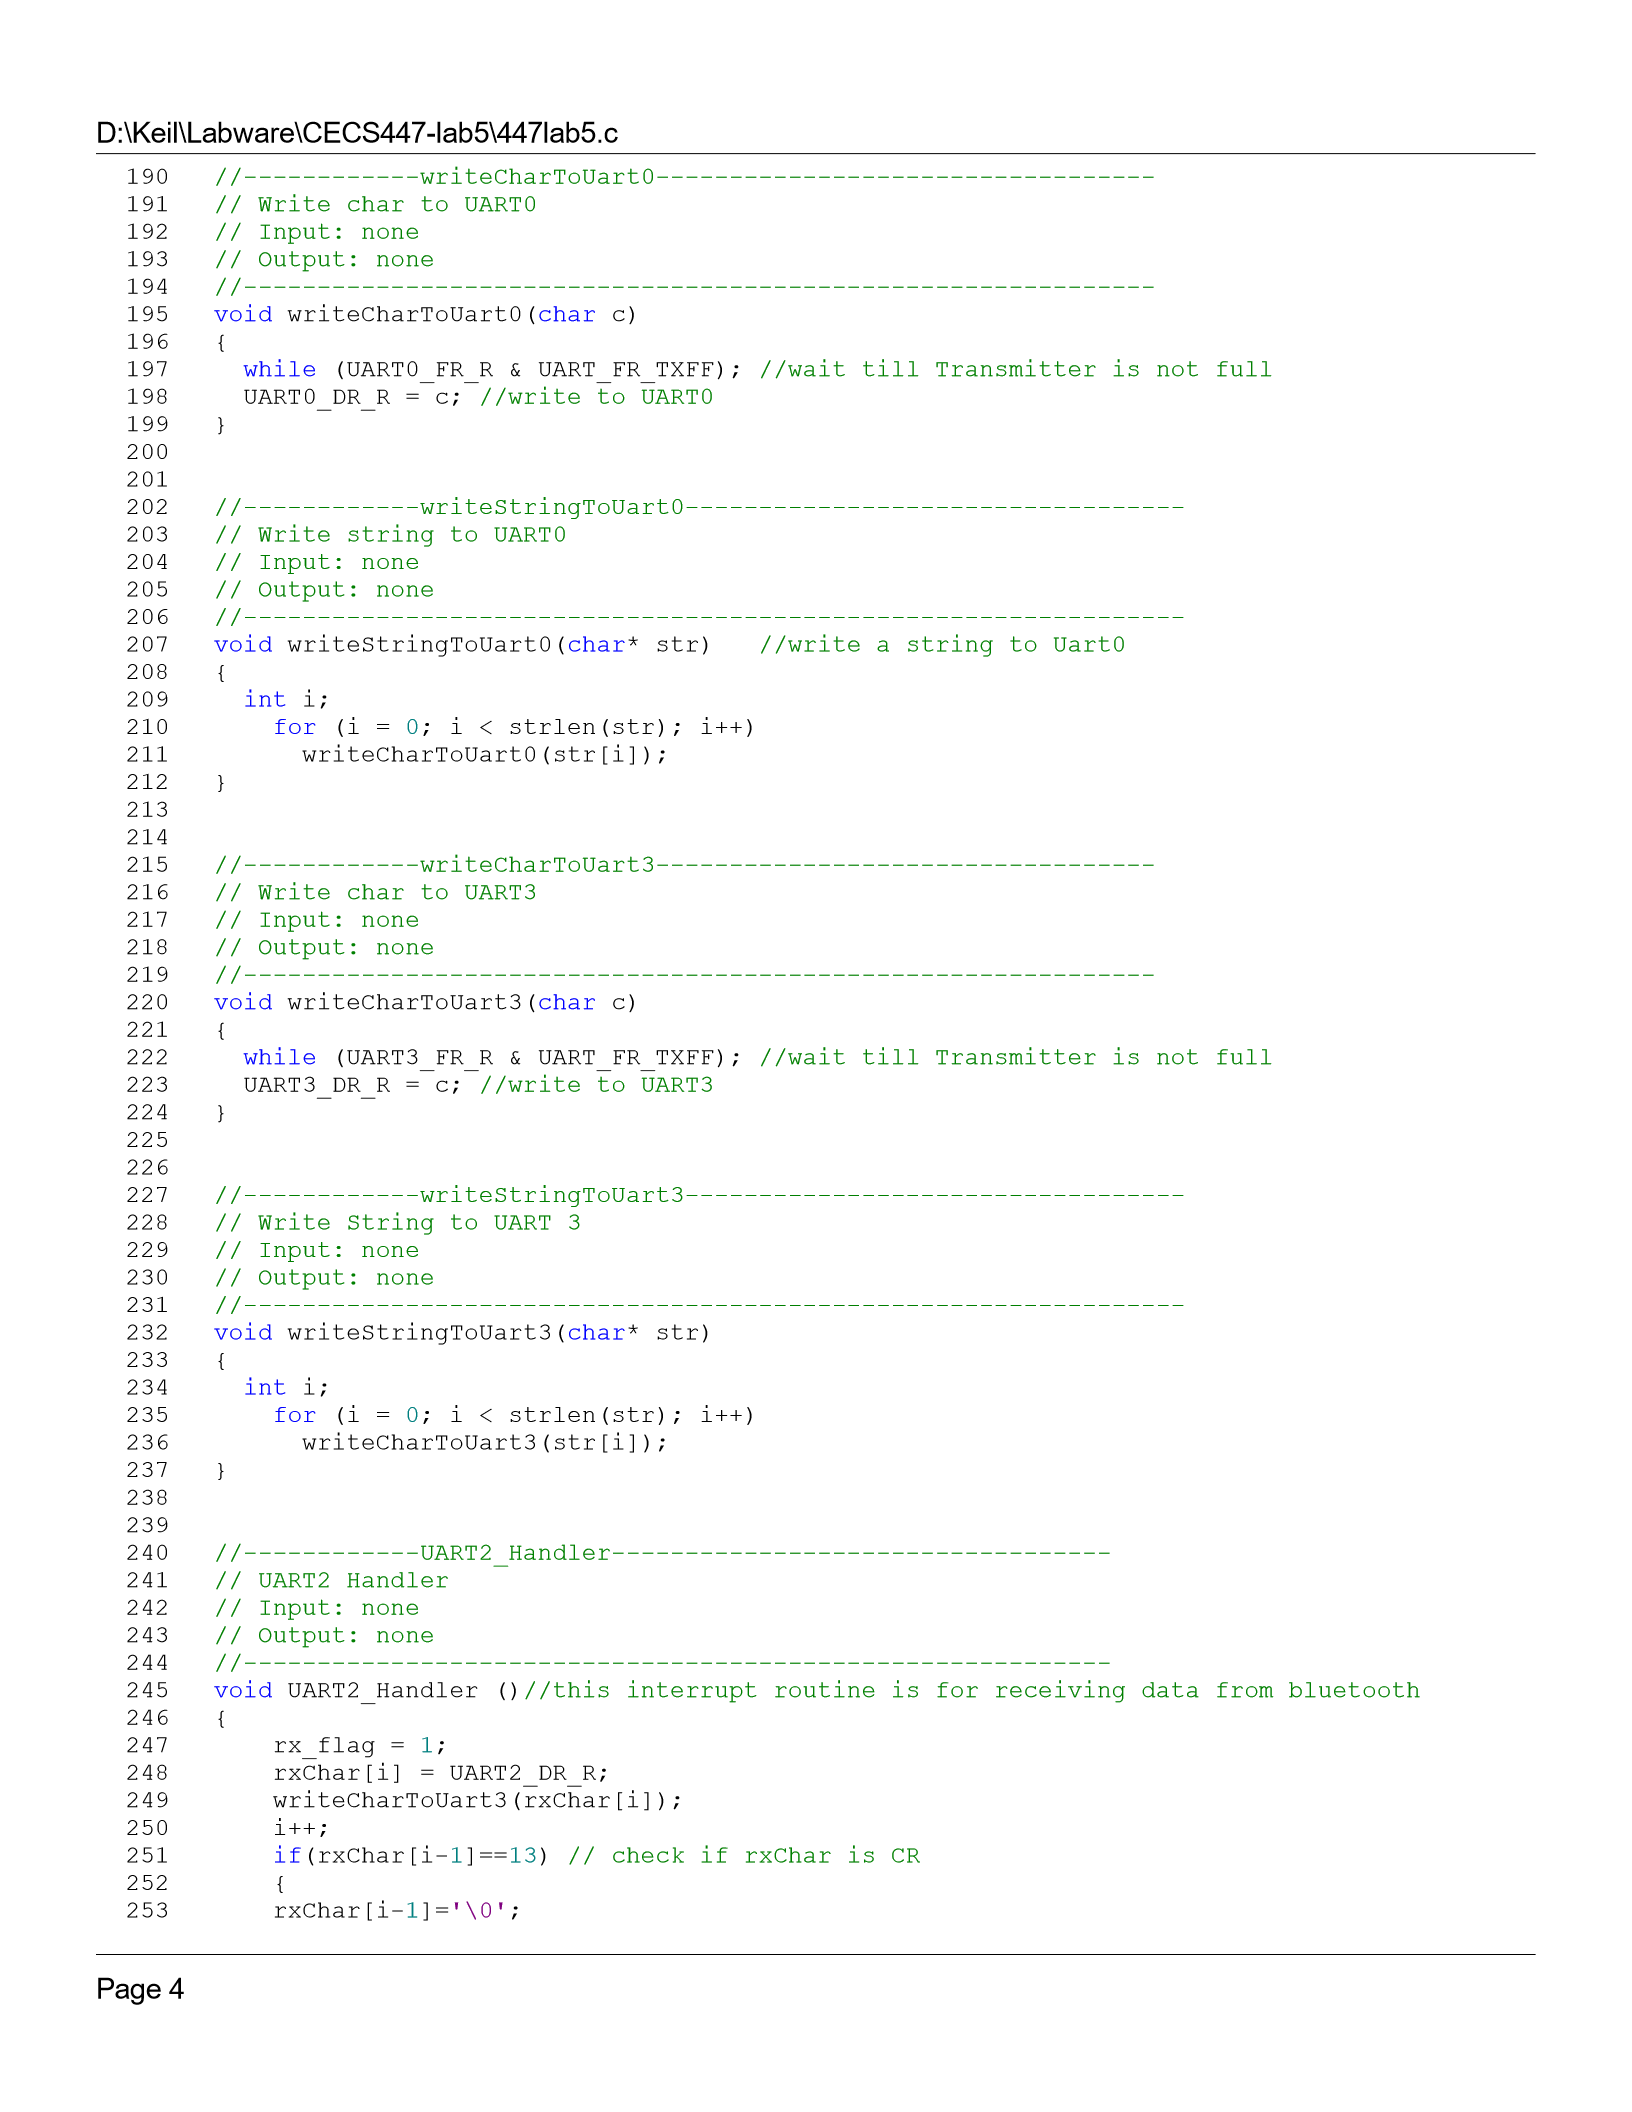 D:\Keil\Labware\CECS447-lab5\447lab5.c
190 //------------writeCharToUart0----------------------------------
191 // Write char to UART0
192 // Input: none
193 // Output: none
194 //--------------------------------------------------------------
195 void writeCharToUart0(char c)
196 {
197   while (UART0_FR_R & UART_FR_TXFF); //wait till Transmitter is not full
198   UART0_DR_R = c; //write to UART0
199 }
200
201
202 //------------writeStringToUart0----------------------------------
203 // Write string to UART0
204 // Input: none
205 // Output: none
206 //----------------------------------------------------------------
207 void writeStringToUart0(char* str)   //write a string to Uart0
208 {
209   int i;
210     for (i = 0; i < strlen(str); i++)
211       writeCharToUart0(str[i]);
212 }
213
214
215 //------------writeCharToUart3----------------------------------
216 // Write char to UART3
217 // Input: none
218 // Output: none
219 //--------------------------------------------------------------
220 void writeCharToUart3(char c)
221 {
222   while (UART3_FR_R & UART_FR_TXFF); //wait till Transmitter is not full
223   UART3_DR_R = c; //write to UART3
224 }
225
226
227 //------------writeStringToUart3----------------------------------
228 // Write String to UART 3
229 // Input: none
230 // Output: none
231 //----------------------------------------------------------------
232 void writeStringToUart3(char* str)
233 {
234   int i;
235     for (i = 0; i < strlen(str); i++)
236       writeCharToUart3(str[i]);
237 }
238
239
240 //------------UART2_Handler----------------------------------
241 // UART2 Handler
242 // Input: none
243 // Output: none
244 //-----------------------------------------------------------
245 void UART2_Handler ()//this interrupt routine is for receiving data from bluetooth
246 {
247     rx_flag = 1;
248     rxChar[i] = UART2_DR_R;
249     writeCharToUart3(rxChar[i]);
250     i++;
251     if(rxChar[i-1]==13) // check if rxChar is CR
252     {
253     rxChar[i-1]='\0';
Page 4